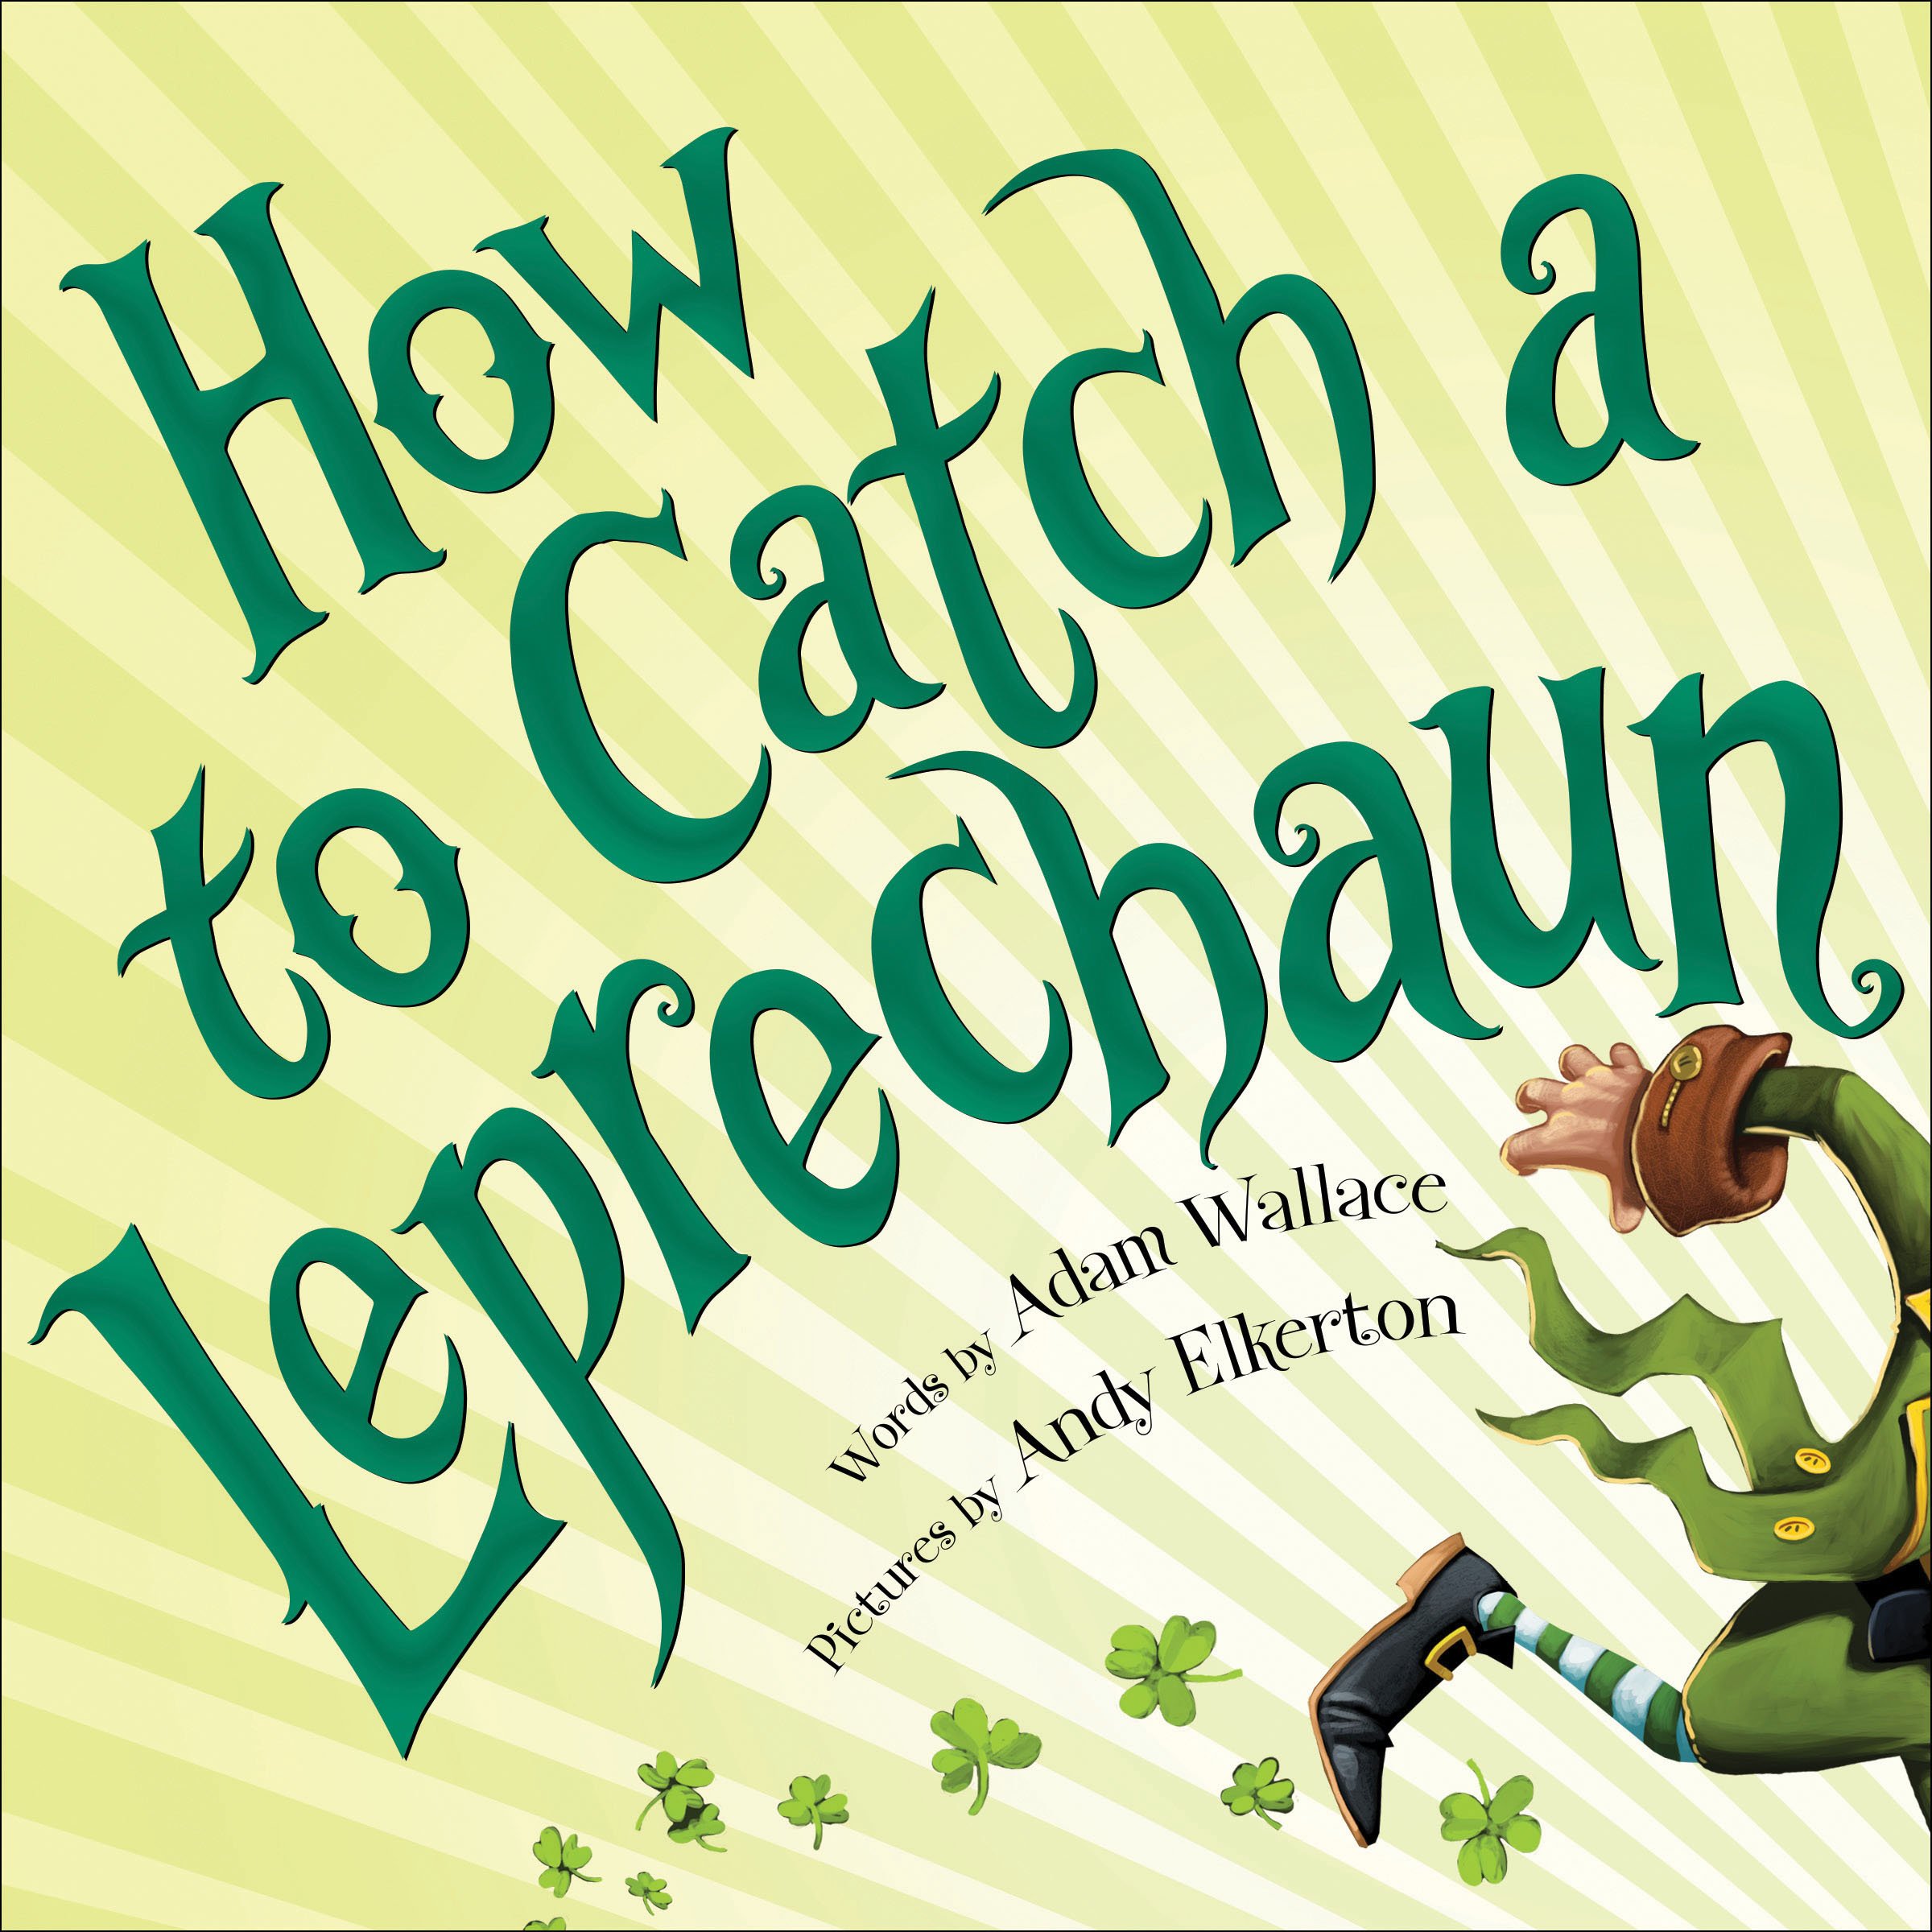 How
to Catch a
Leprechaun
Words by Adam Wallace
Pictures by Andy Elkerton